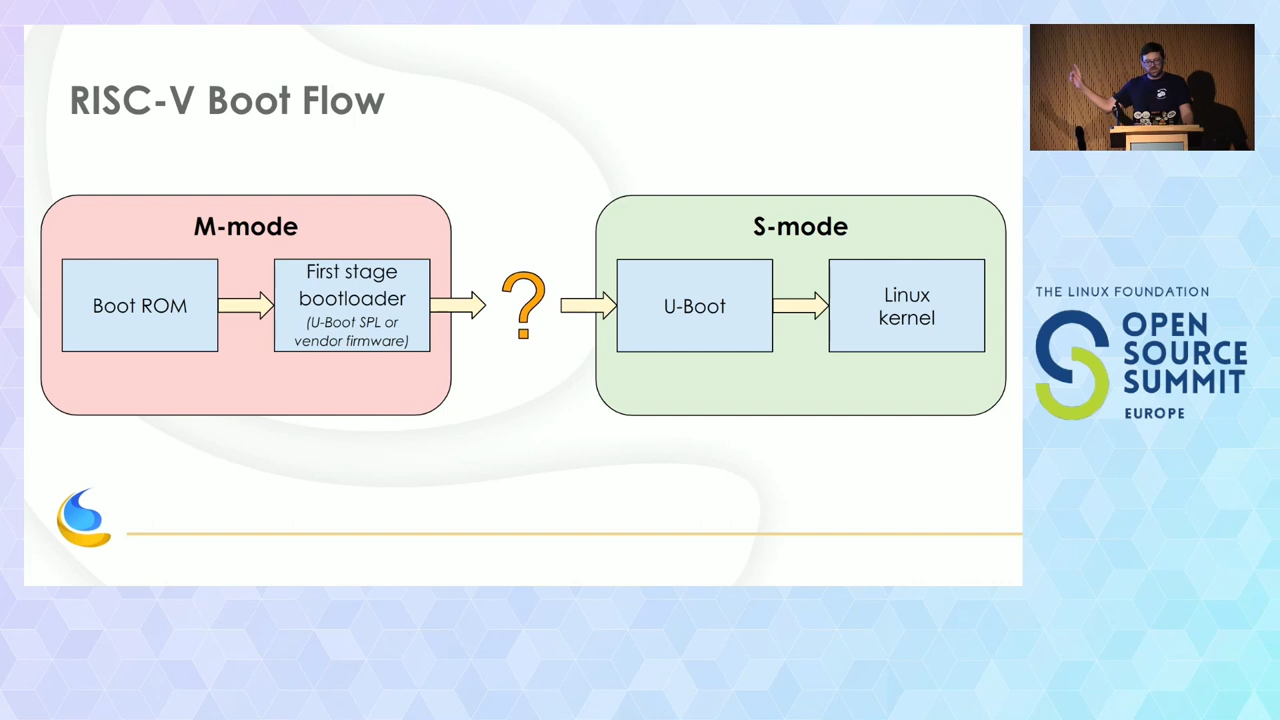 RISC-V Boot Flow
M-mode
Boot ROM
First stage
bootloader
(U-Boot SPL or
vendor firmware)
?
S-mode
U-Boot
Linux
kernel
THE LINUX FOUNDATION
OPEN
SOURCE
SUMMIT
EUROPE